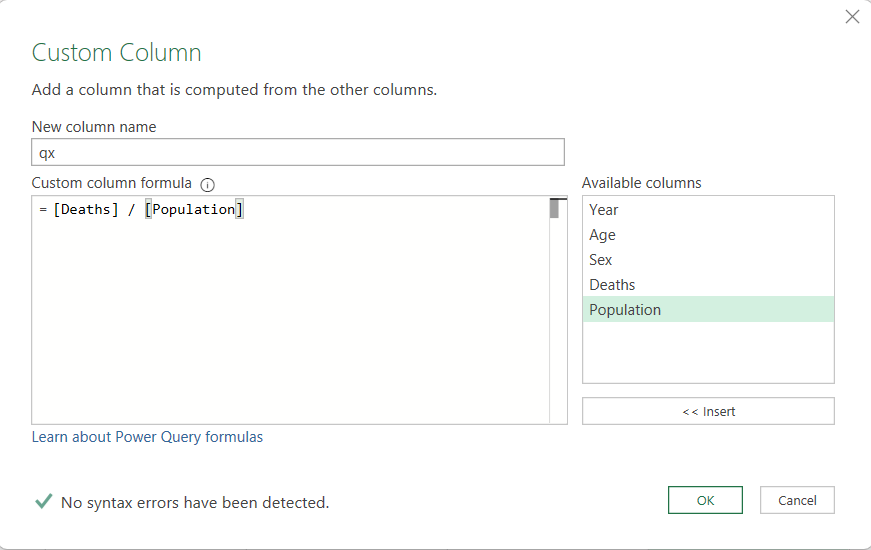 Custom Column
Add a column that is computed from the other columns.
New column name
qx
Custom column formula
= [Deaths] / [Population]
Available columns
Year
Age
Sex
Deaths
Population
<< Insert
Learn about Power Query formulas
No syntax errors have been detected.
OK
Cancel